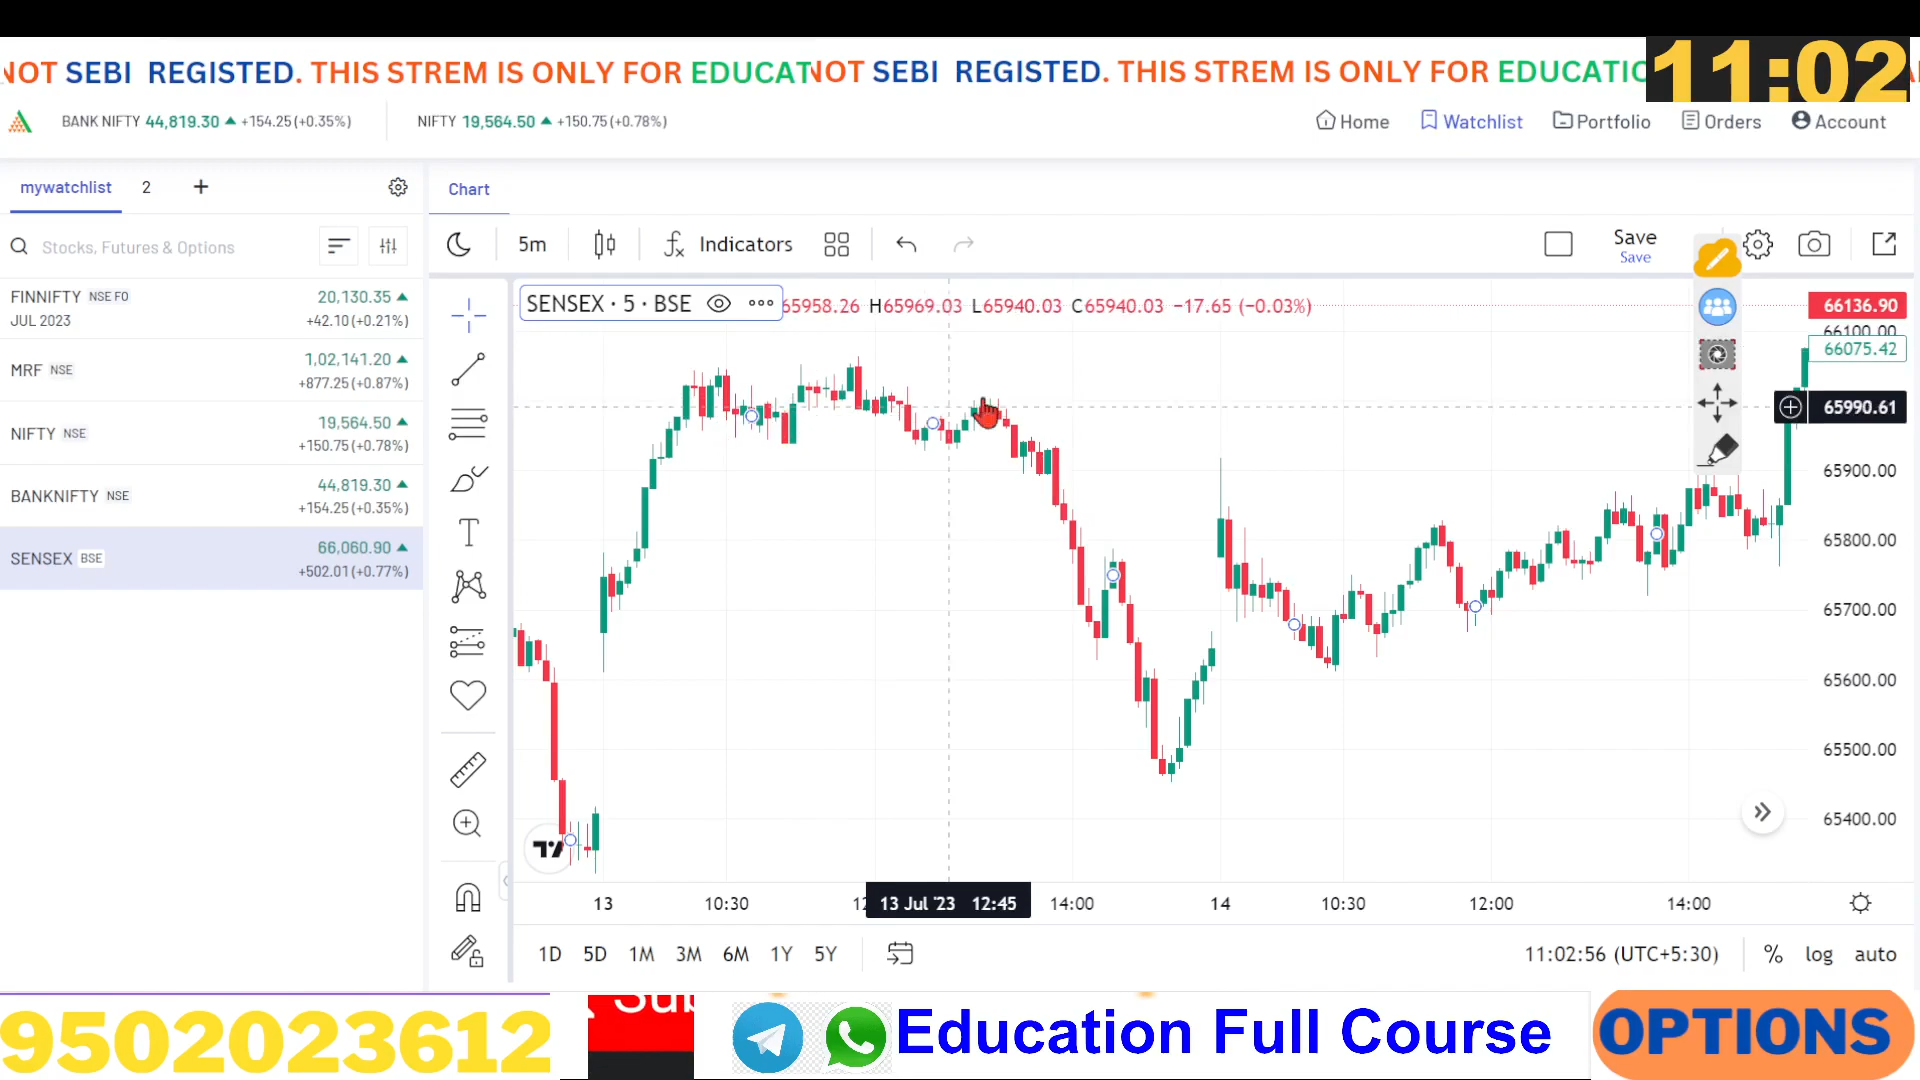 NOT SEBI REGISTED. THIS STREM IS ONLY FOR EDUCATNOT SEBI REGISTED. THIS STREM IS ONLY FOR EDUCATIO
11:02
BANK NIFTY 44,819.30 +154.25 (+0.35%)
NIFTY 19,564.50 +150.75 (+0.78%)
Home
Watchlist
Portfolio
Orders
Account
mywatchlist
2
+
Chart
Stocks, Futures & Options
5m
Indicators
Save
Save
FINNIFTY NSE FO 20,130.35
JUL 2023 +42.10 (+0.21%)
MRF NSE 1,02,141.20
+877.25 (+0.87%)
NIFTY NSE 19,564.50
+150.75 (+0.78%)
BANKNIFTY NSE 44,819.30
+154.25 (+0.35%)
SENSEX BSE 66,060.90
+502.01 (+0.77%)
SENSEX · 5 · BSE
65958.26 H65969.03 L65940.03 C65940.03 −17.65 (−0.03%)
66136.90
66100.00
66075.42
65990.61
65900.00
65800.00
65700.00
65600.00
65500.00
65400.00
13
10:30
12
13 Jul '23 12:45
14:00
14
10:30
12:00
14:00
1D 5D 1M 3M 6M 1Y 5Y
11:02:56 (UTC+5:30)
% log auto
9502023612
Sub
Education Full Course
OPTIONS